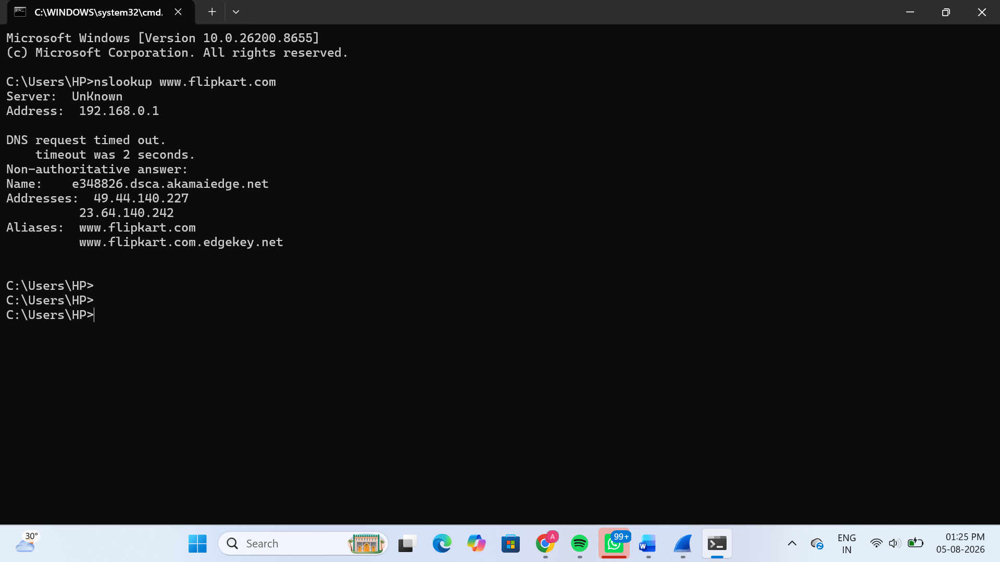 C:\WINDOWS\system32\cmd.
Microsoft Windows [Version 10.0.26200.8655]
(c) Microsoft Corporation. All rights reserved.
C:\Users\HP>nslookup www.flipkart.com
Server:  UnKnown
Address:  192.168.0.1
DNS request timed out.
    timeout was 2 seconds.
Non-authoritative answer:
Name:    e348826.dsca.akamaiedge.net
Addresses:  49.44.140.227
          23.64.140.242
Aliases:  www.flipkart.com
          www.flipkart.com.edgekey.net
C:\Users\HP>
C:\Users\HP>
C:\Users\HP>
30°
Search
A
99+
W
ENG
IN
01:25 PM
05-08-2026